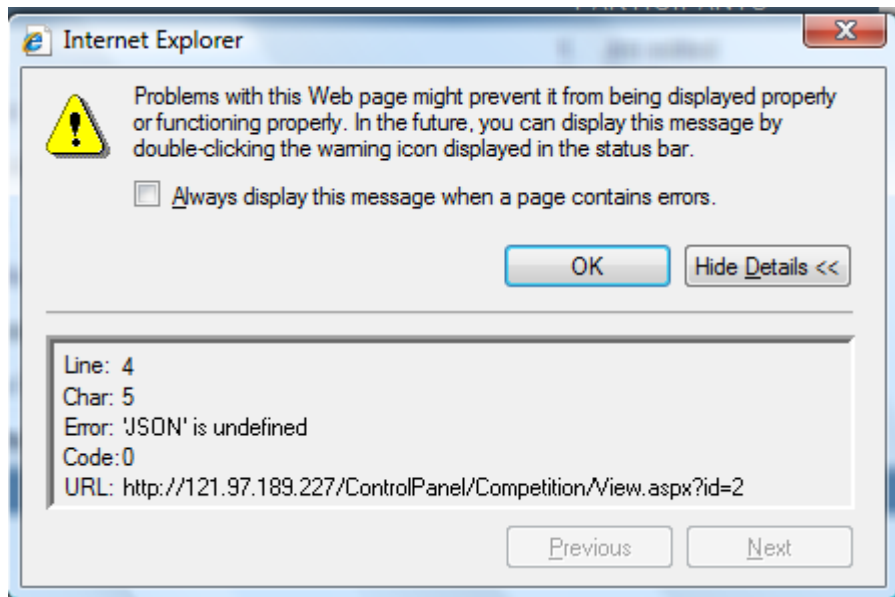 Internet Explorer
Problems with this Web page might prevent it from being displayed properly
or functioning properly. In the future, you can display this message by
double-clicking the warning icon displayed in the status bar.
Always display this message when a page contains errors.
OK
Hide Details <<
Line: 4
Char: 5
Error: 'JSON' is undefined
Code:0
URL: http://121.97.189.227/ControlPanel/Competition/View.aspx?id=2
Previous
Next